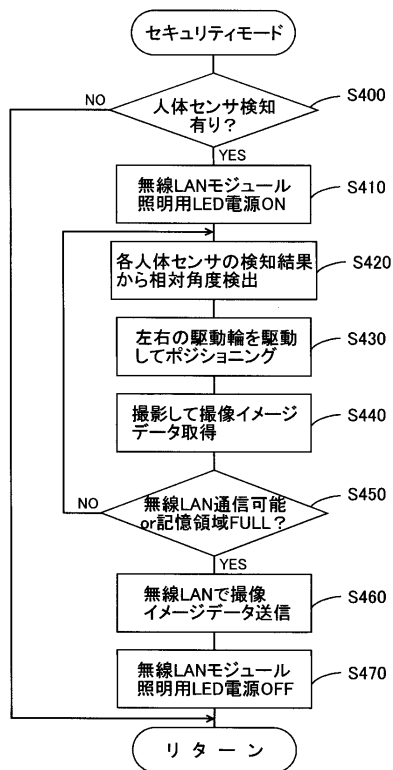 セキュリティモード
NO
人体センサ検知
有り?
S400
YES
無線LANモジュール
照明用LED電源ON
S410
各人体センサの検知結果
から相対角度検出
S420
左右の駆動輪を駆動
してポジショニング
S430
撮影して撮像イメージ
データ取得
S440
NO
無線LAN通信可能
or記憶領域FULL?
S450
YES
無線LANで撮像
イメージデータ送信
S460
無線LANモジュール
照明用LED電源OFF
S470
リターン